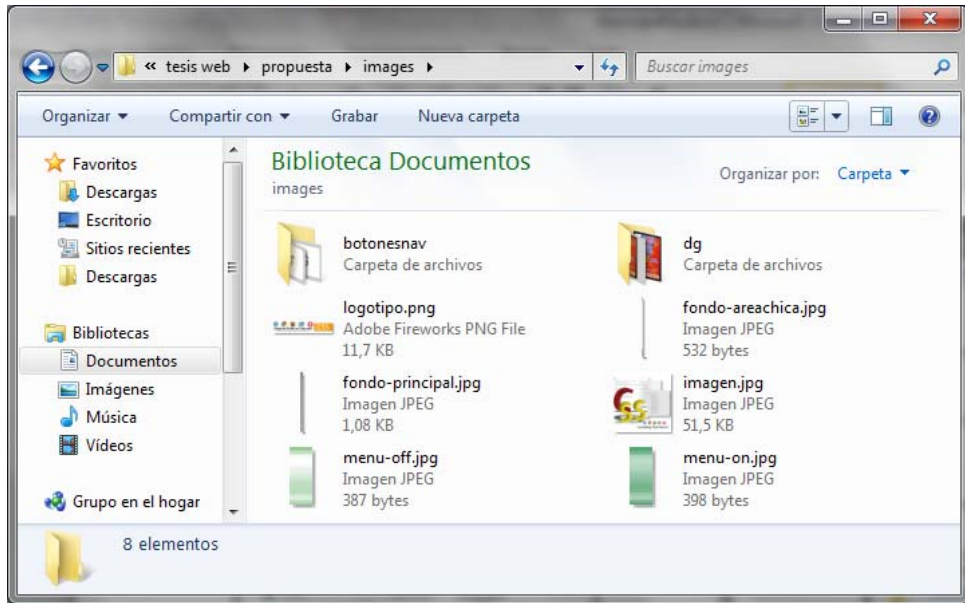 « tesis web ▸ propuesta ▸ images ▸
Buscar images
Organizar
Compartir con
Grabar
Nueva carpeta
Favoritos
Descargas
Escritorio
Sitios recientes
Descargas
Bibliotecas
Documentos
Imágenes
Música
Vídeos
Grupo en el hogar
Biblioteca Documentos
images
Organizar por: Carpeta
botonesnav
Carpeta de archivos
dg
Carpeta de archivos
logotipo.png
Adobe Fireworks PNG File
11,7 KB
fondo-areachica.jpg
Imagen JPEG
532 bytes
fondo-principal.jpg
Imagen JPEG
1,08 KB
imagen.jpg
Imagen JPEG
51,5 KB
menu-off.jpg
Imagen JPEG
387 bytes
menu-on.jpg
Imagen JPEG
398 bytes
8 elementos